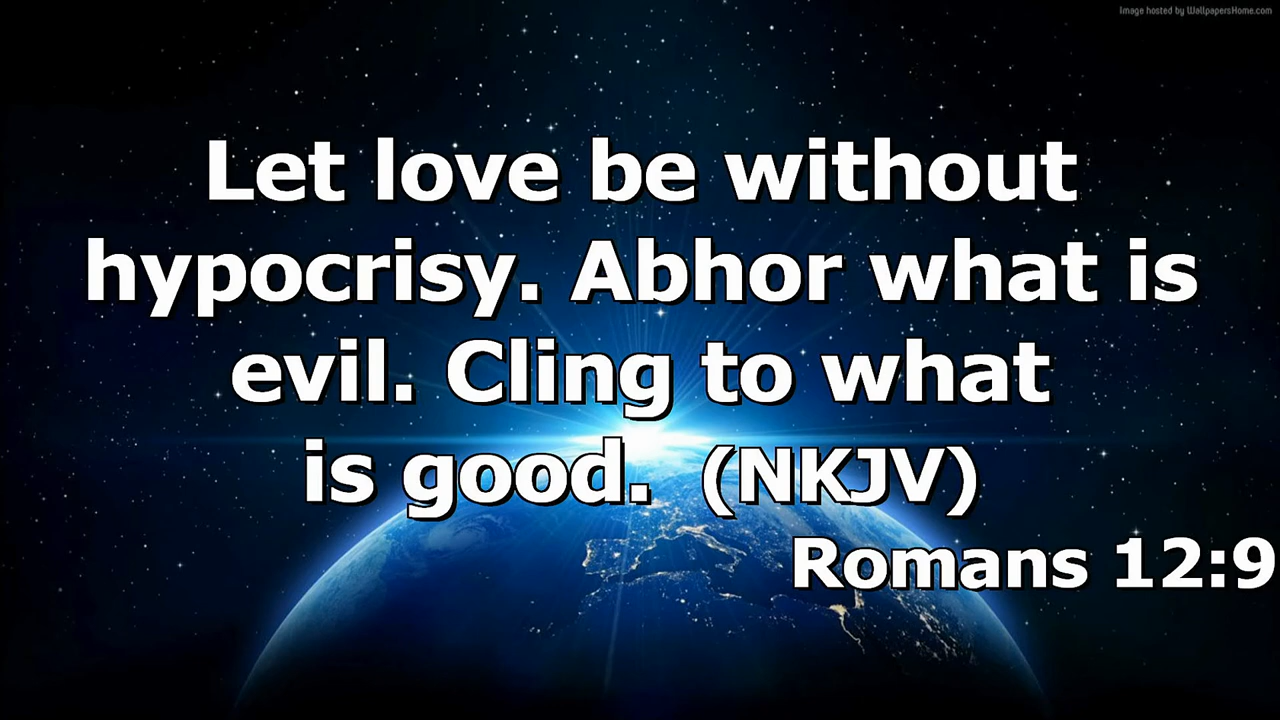 Image hosted by WallpapersHome.com
Let love be without
hypocrisy. Abhor what is
evil. Cling to what
is good.  (NKJV)
Romans 12:9